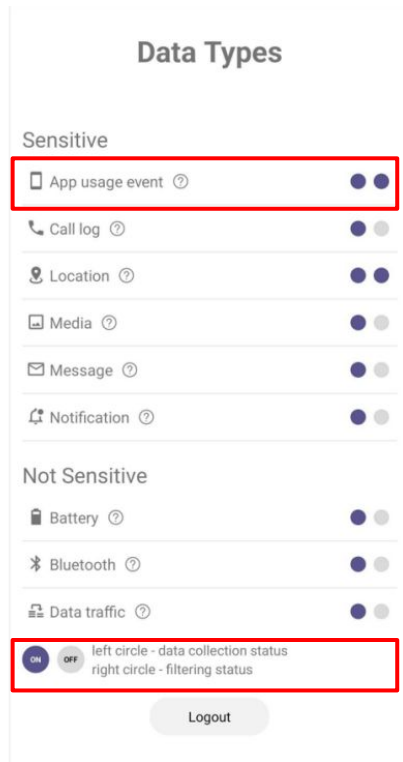 Data Types
Sensitive
App usage event ?
Call log ?
Location ?
Media ?
Message ?
Notification ?
Not Sensitive
Battery ?
Bluetooth ?
Data traffic ?
ON OFF left circle - data collection status
right circle - filtering status
Logout